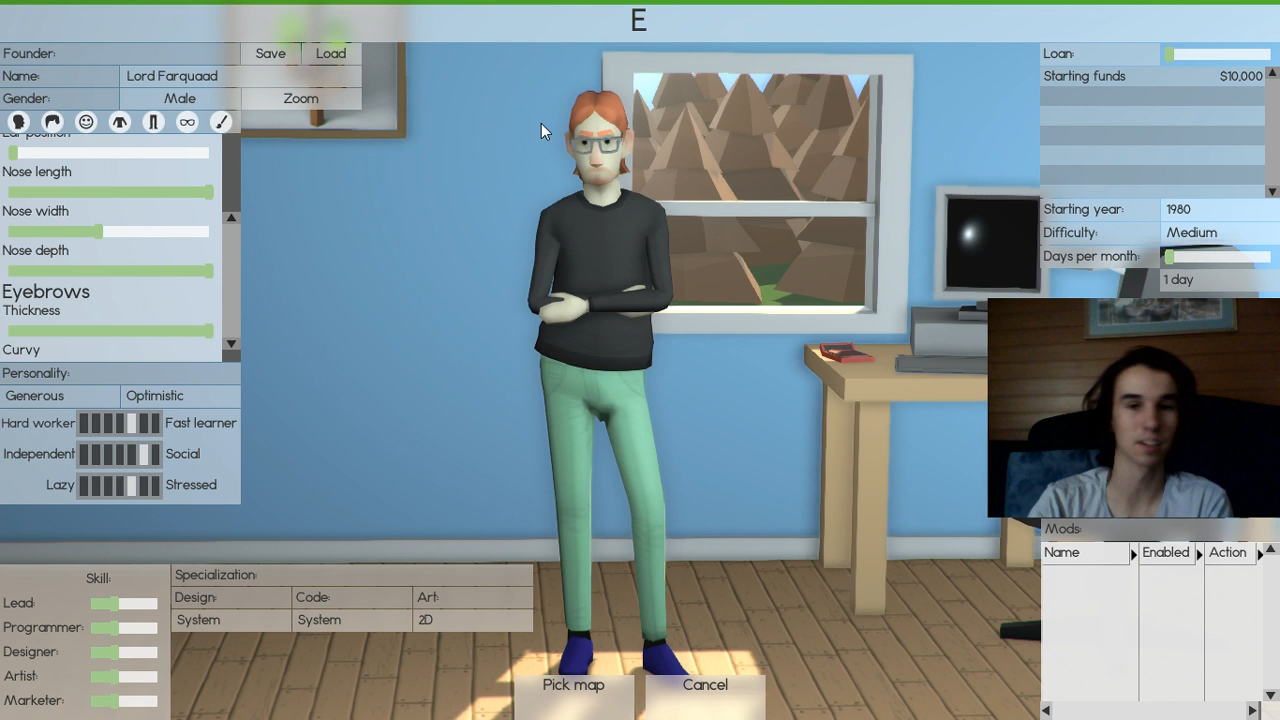 E
Founder:
Save
Load
Name:
Lord Farquaad
Gender:
Male
Zoom
Ear position
Nose length
Nose width
Nose depth
Eyebrows
Thickness
Curvy
Personality:
Generous
Optimistic
Hard worker
Fast learner
Independent
Social
Lazy
Stressed
Skill:
Lead:
Programmer:
Designer:
Artist:
Marketer:
Specialization:
Design:
Code:
Art:
System
System
2D
Pick map
Cancel
Loan:
Starting funds
$10,000
Starting year:
1980
Difficulty:
Medium
Days per month:
1 day
Mods:
Name
Enabled
Action